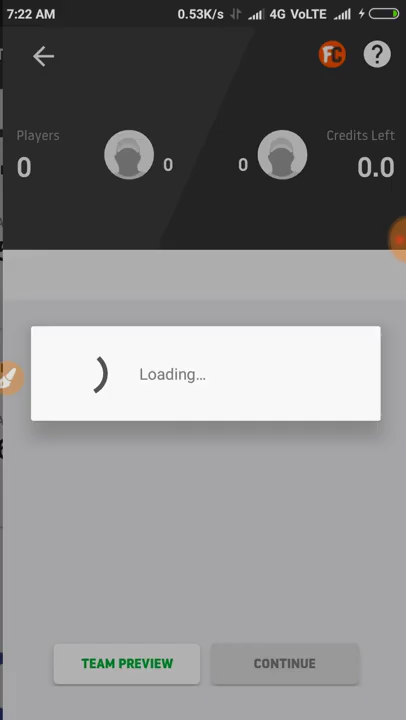 7:22 AM 0.53K/s 4G VoLTE
FC ?
Players Credits Left
0 0 0 0.0
Loading...
TEAM PREVIEW CONTINUE